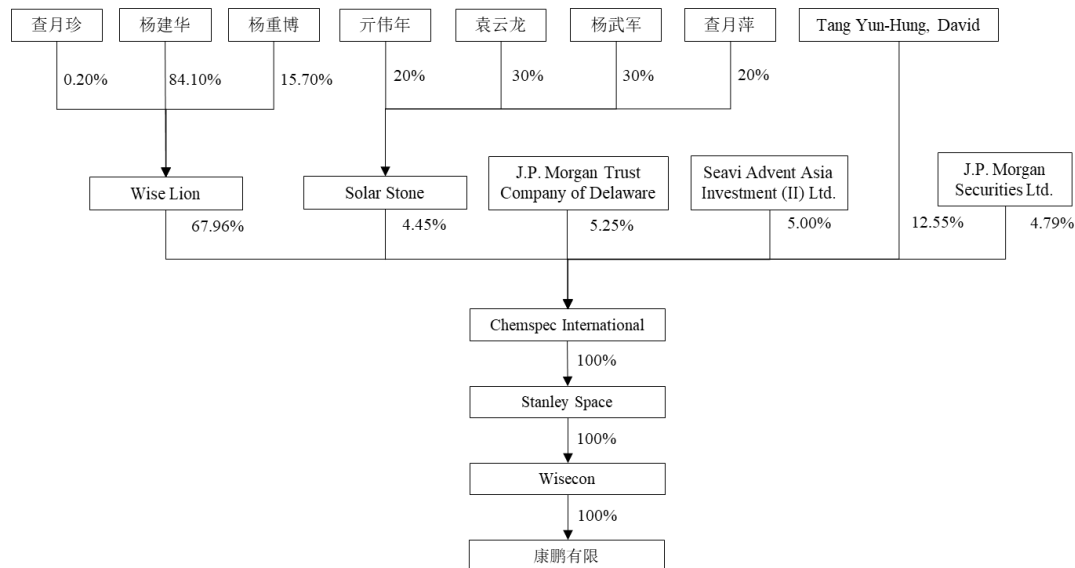 查月珍
杨建华
杨重博
亓伟年
袁云龙
杨武军
查月萍
Tang Yun-Hung, David
0.20%
84.10%
15.70%
20%
30%
30%
20%
Wise Lion
Solar Stone
J.P. Morgan Trust
Company of Delaware
Seavi Advent Asia
Investment (II) Ltd.
J.P. Morgan
Securities Ltd.
67.96%
4.45%
5.25%
5.00%
12.55%
4.79%
Chemspec International
100%
Stanley Space
100%
Wisecon
100%
康鹏有限